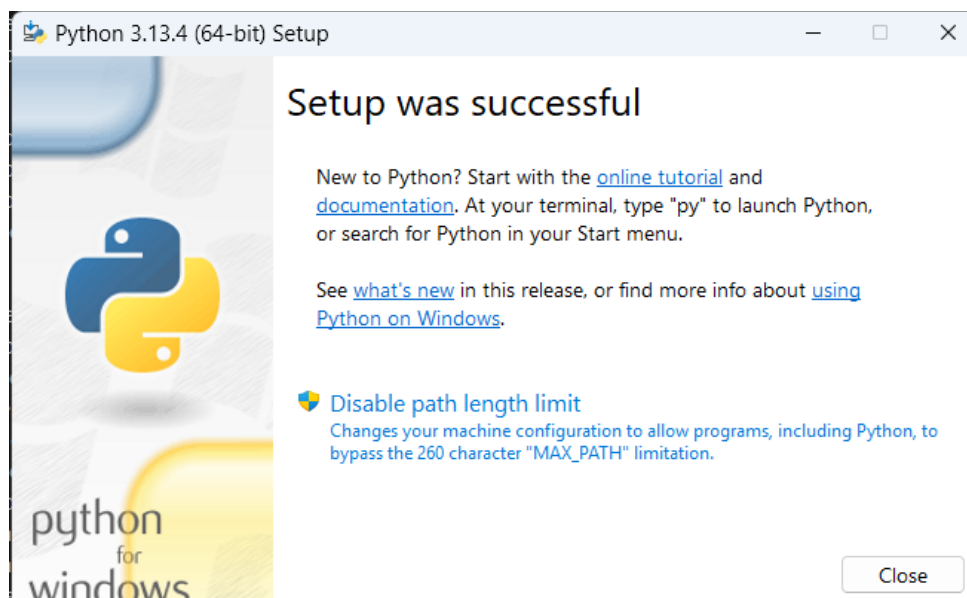 Python 3.13.4 (64-bit) Setup
Setup was successful
New to Python? Start with the online tutorial and
documentation. At your terminal, type "py" to launch Python,
or search for Python in your Start menu.
See what's new in this release, or find more info about using
Python on Windows.
Disable path length limit
Changes your machine configuration to allow programs, including Python, to
bypass the 260 character "MAX_PATH" limitation.
python
for
windows
Close